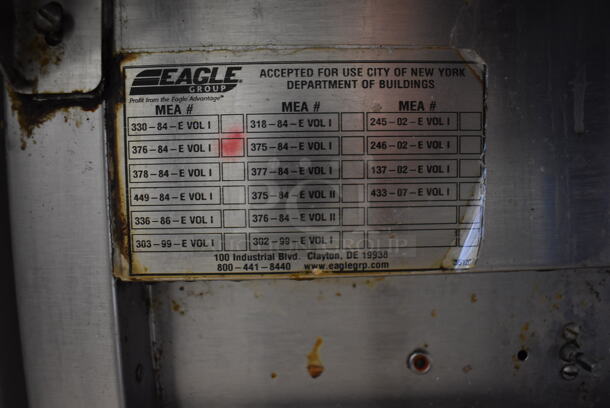 EAGLE
GROUP
Profit from the Eagle Advantage
ACCEPTED FOR USE CITY OF NEW YORK
DEPARTMENT OF BUILDINGS
MEA # MEA # MEA #
330-84-E VOL I 318-84-E VOL I 245-02-E VOL I
376-84-E VOL I 375-84-E VOL I 246-02-E VOL I
378-84-E VOL I 377-84-E VOL I 137-02-E VOL I
449-84-E VOL I 375-84-E VOL II 433-07-E VOL I
336-86-E VOL I 376-84-E VOL II
303-99-E VOL I 302-99-E VOL I
100 Industrial Blvd. Clayton, DE 19938
800-441-8440 www.eaglegrp.com